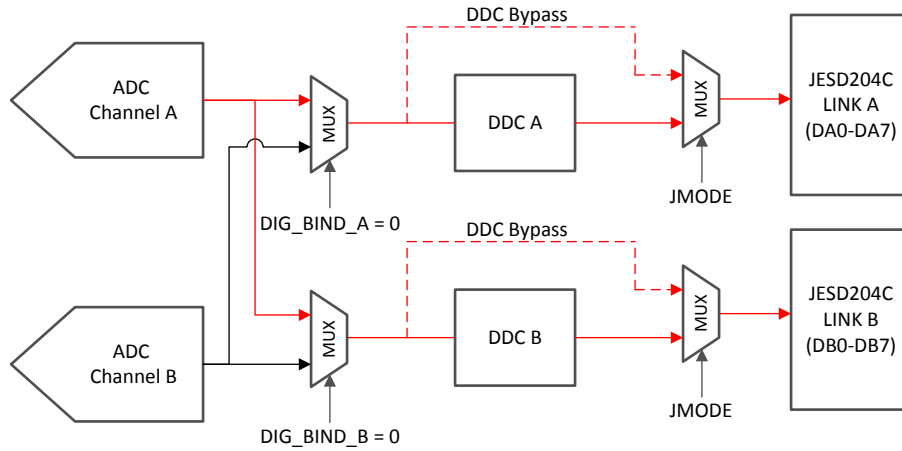 DDC Bypass
ADC
Channel A
MUX
DDC A
MUX
JESD204C
LINK A
(DA0-DA7)
DIG_BIND_A = 0
JMODE
DDC Bypass
ADC
Channel B
MUX
DDC B
MUX
JESD204C
LINK B
(DB0-DB7)
DIG_BIND_B = 0
JMODE